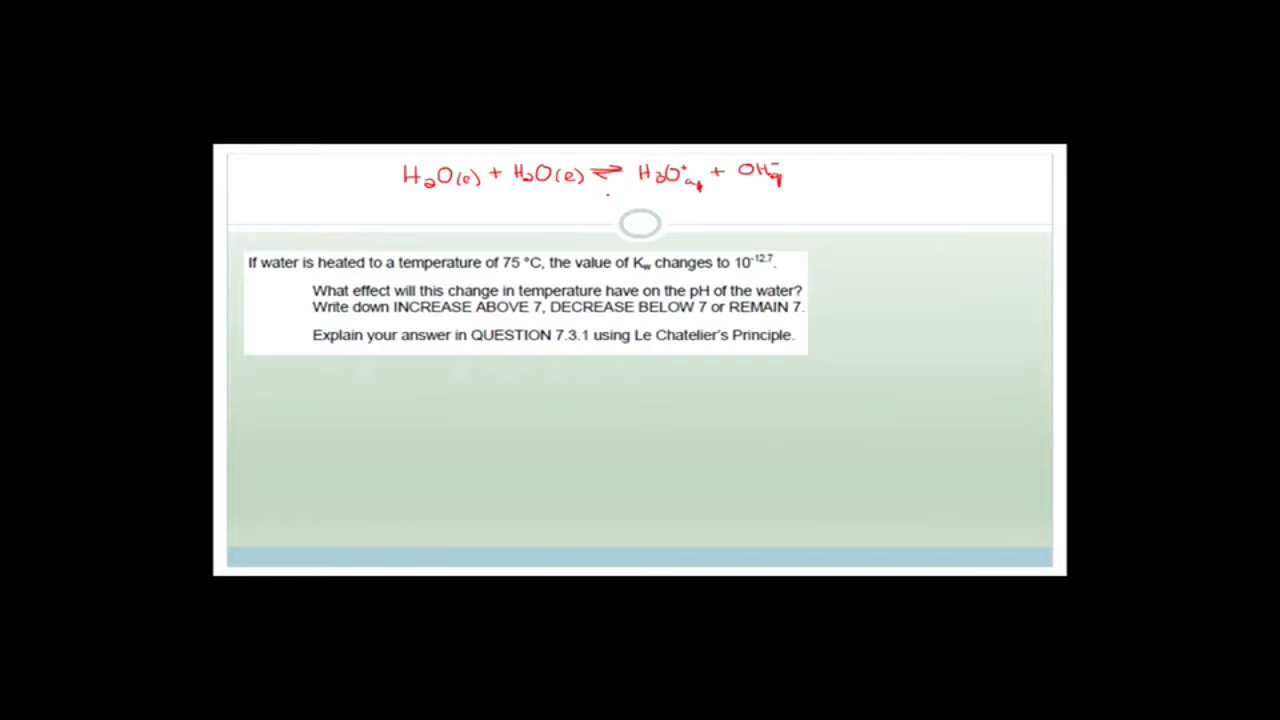 H₂O(l) + H₂O(l) ⇌ H₃O⁺aq + OH⁻aq
If water is heated to a temperature of 75 °C, the value of Kw changes to 10⁻¹²·⁷.
What effect will this change in temperature have on the pH of the water?
Write down INCREASE ABOVE 7, DECREASE BELOW 7 or REMAIN 7.
Explain your answer in QUESTION 7.3.1 using Le Chatelier's Principle.